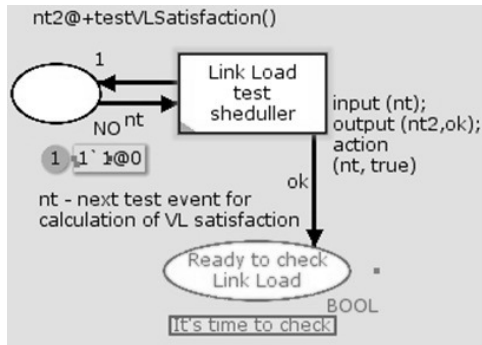 nt2@+testVLSatisfaction()
1
Link Load
test
sheduller
nt
NO
input (nt);
output (nt2,ok);
action
(nt, true)
1
1`1@0
ok
nt - next test event for
calculation of VL satisfaction
Ready to check
Link Load
BOOL
It's time to check